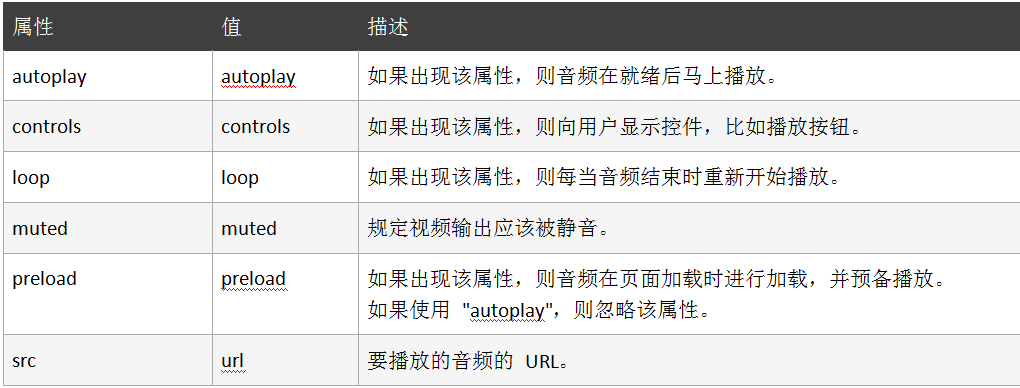 属性 值 描述
autoplay autoplay 如果出现该属性，则音频在就绪后马上播放。
controls controls 如果出现该属性，则向用户显示控件，比如播放按钮。
loop loop 如果出现该属性，则每当音频结束时重新开始播放。
muted muted 规定视频输出应该被静音。
preload preload 如果出现该属性，则音频在页面加载时进行加载，并预备播放。
如果使用 "autoplay"，则忽略该属性。
src url 要播放的音频的 URL。